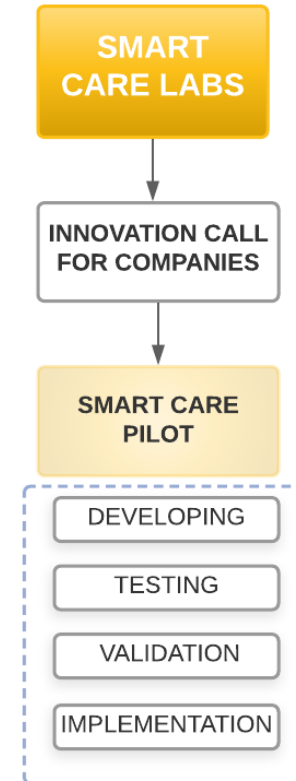 SMART
CARE LABS
INNOVATION CALL
FOR COMPANIES
SMART CARE
PILOT
DEVELOPING
TESTING
VALIDATION
IMPLEMENTATION